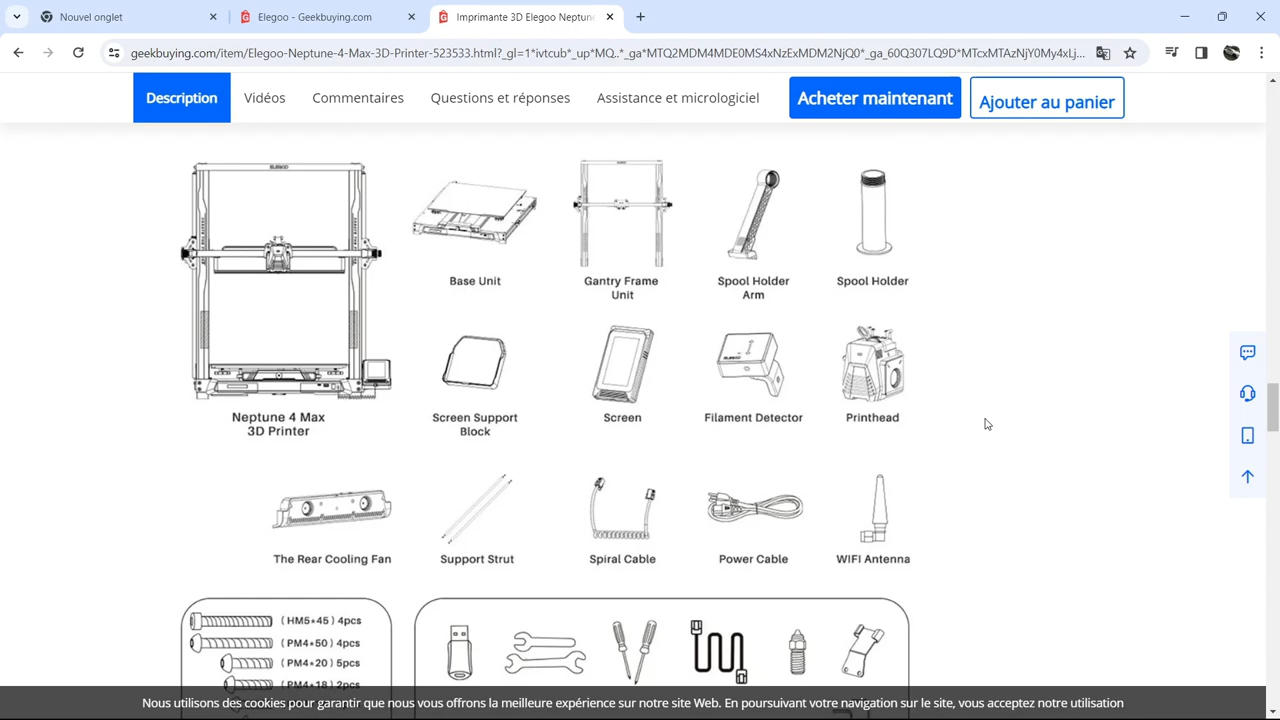 Nouvel onglet
Elegoo - Geekbuying.com
Imprimante 3D Elegoo Neptune
geekbuying.com/item/Elegoo-Neptune-4-Max-3D-Printer-523533.html?_gl=1*ivtcub*_up*MQ..*_ga*MTQ2MDM4MDE0MS4xNzExMDM2NjQ0*_ga_60Q307LQ9D*MTcxMTAzNjY0My4xLj...
Description
Vidéos
Commentaires
Questions et réponses
Assistance et micrologiciel
Acheter maintenant
Ajouter au panier
Base Unit
Gantry Frame
Unit
Spool Holder
Arm
Spool Holder
Neptune 4 Max
3D Printer
Screen Support
Block
Screen
Filament Detector
Printhead
The Rear Cooling Fan
Support Strut
Spiral Cable
Power Cable
WIFI Antenna
(HM5*45) 4pcs
(PM4*50) 4pcs
(PM4*20) 5pcs
(PM4*18) 2pcs
Nous utilisons des cookies pour garantir que nous vous offrons la meilleure expérience sur notre site Web. En poursuivant votre navigation sur le site, vous acceptez notre utilisation